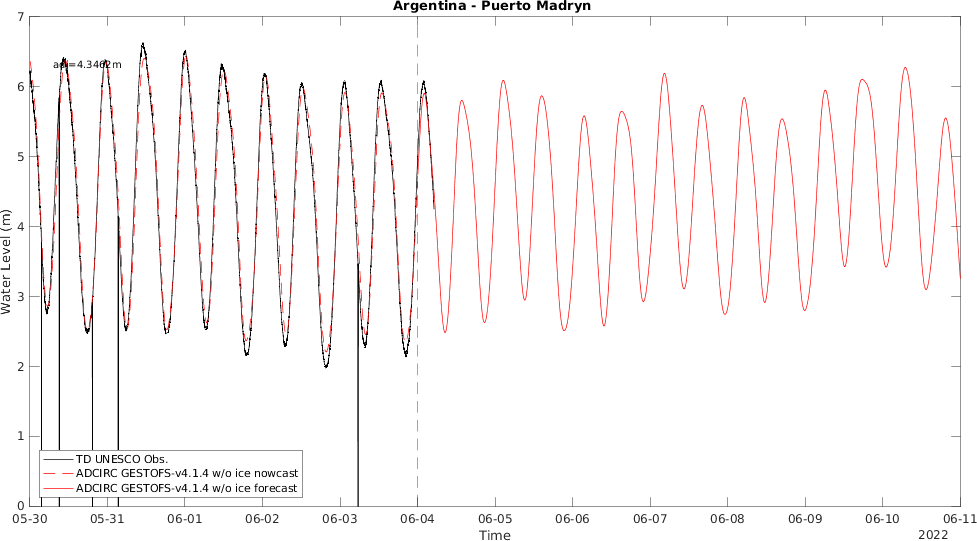 Argentina - Puerto Madryn
7
6
5
4
3
2
1
0
Water Level (m)
TD UNESCO Obs.
ADCIRC GESTOFS-v4.1.4 w/o ice nowcast
ADCIRC GESTOFS-v4.1.4 w/o ice forecast
05-30 05-31 06-01 06-02 06-03 06-04 06-05 06-06 06-07 06-08 06-09 06-10 06-11
Time
2022